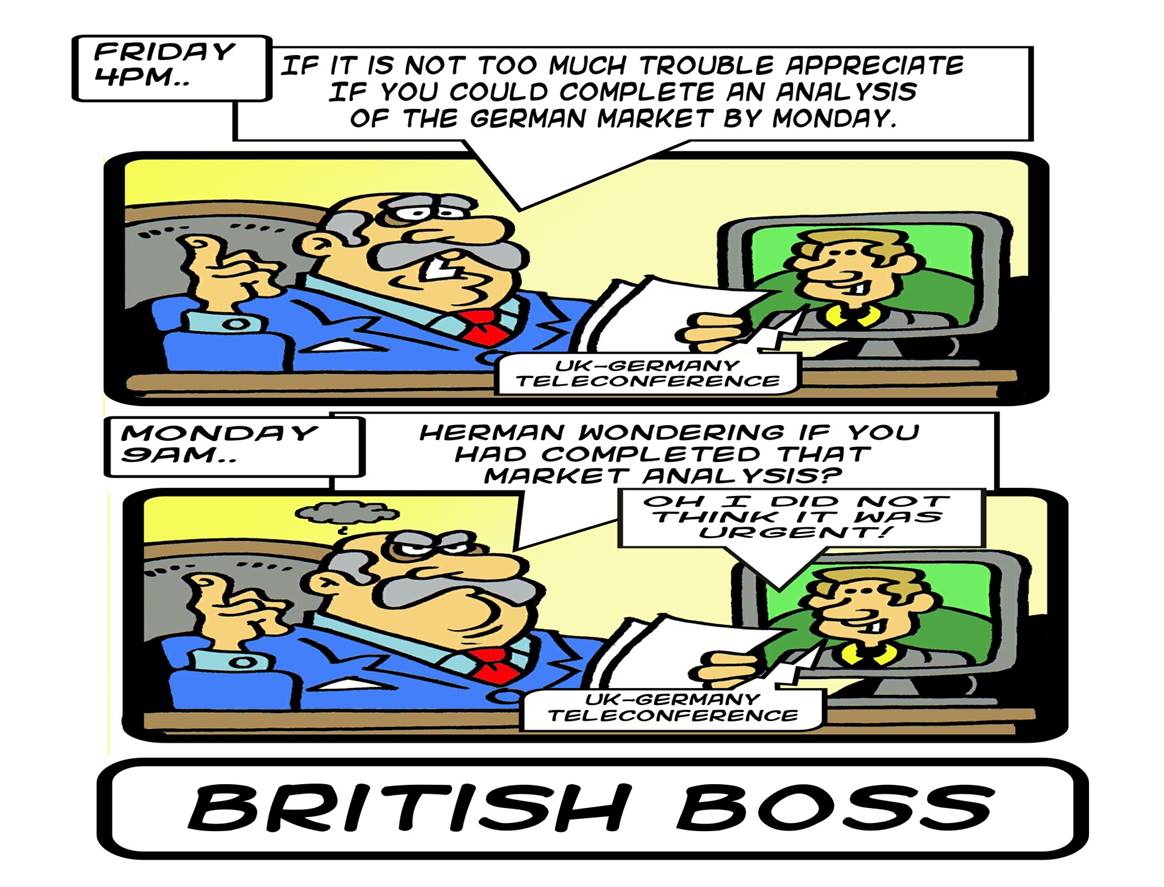 FRIDAY
4PM..
IF IT IS NOT TOO MUCH TROUBLE APPRECIATE
IF YOU COULD COMPLETE AN ANALYSIS
OF THE GERMAN MARKET BY MONDAY.
UK-GERMANY
TELECONFERENCE
MONDAY
9AM..
HERMAN WONDERING IF YOU
HAD COMPLETED THAT
MARKET ANALYSIS?
OH I DID NOT
THINK IT WAS
URGENT!
UK-GERMANY
TELECONFERENCE
BRITISH BOSS